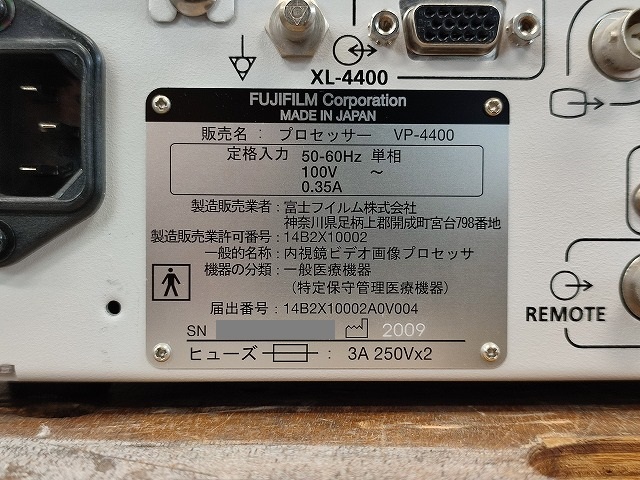 XL-4400
FUJIFILM Corporation
MADE IN JAPAN
販売名： プロセッサー VP-4400
定格入力 50-60Hz 単相
100V ～
0.35A
製造販売業者：富士フイルム株式会社
神奈川県足柄上郡開成町宮台798番地
製造販売業許可番号：14B2X10002
一般的名称：内視鏡ビデオ画像プロセッサ
機器の分類：一般医療機器
（特定保守管理医療機器）
届出番号：14B2X10002A0V004
SN 2009
ヒューズ ： 3A 250Vx2
REMOTE